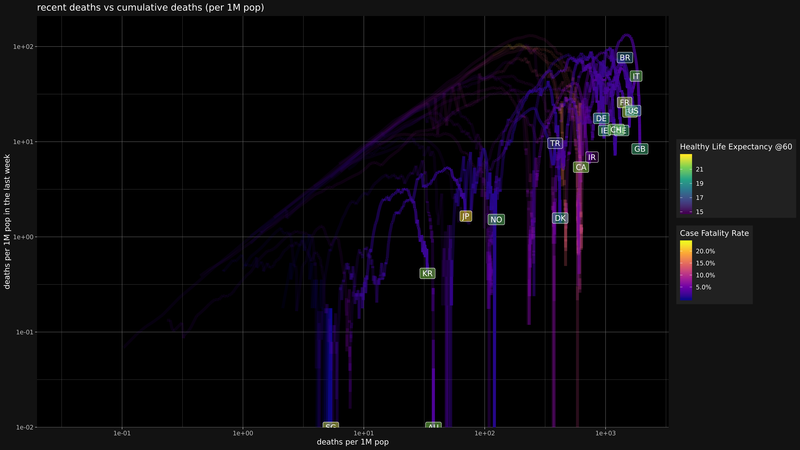 recent deaths vs cumulative deaths (per 1M pop)
1e+02
BR
IT
FR
US
DE
IE
CH
1e+01
TR
GB
IR
CA
Healthy Life Expectancy @60
21
19
17
15
JP
NO
DK
1e+00
KR
Case Fatality Rate
20.0%
15.0%
10.0%
5.0%
deaths per 1M pop in the last week
1e-01
1e-02
SG
AU
1e-01
1e+00
1e+01
1e+02
1e+03
deaths per 1M pop